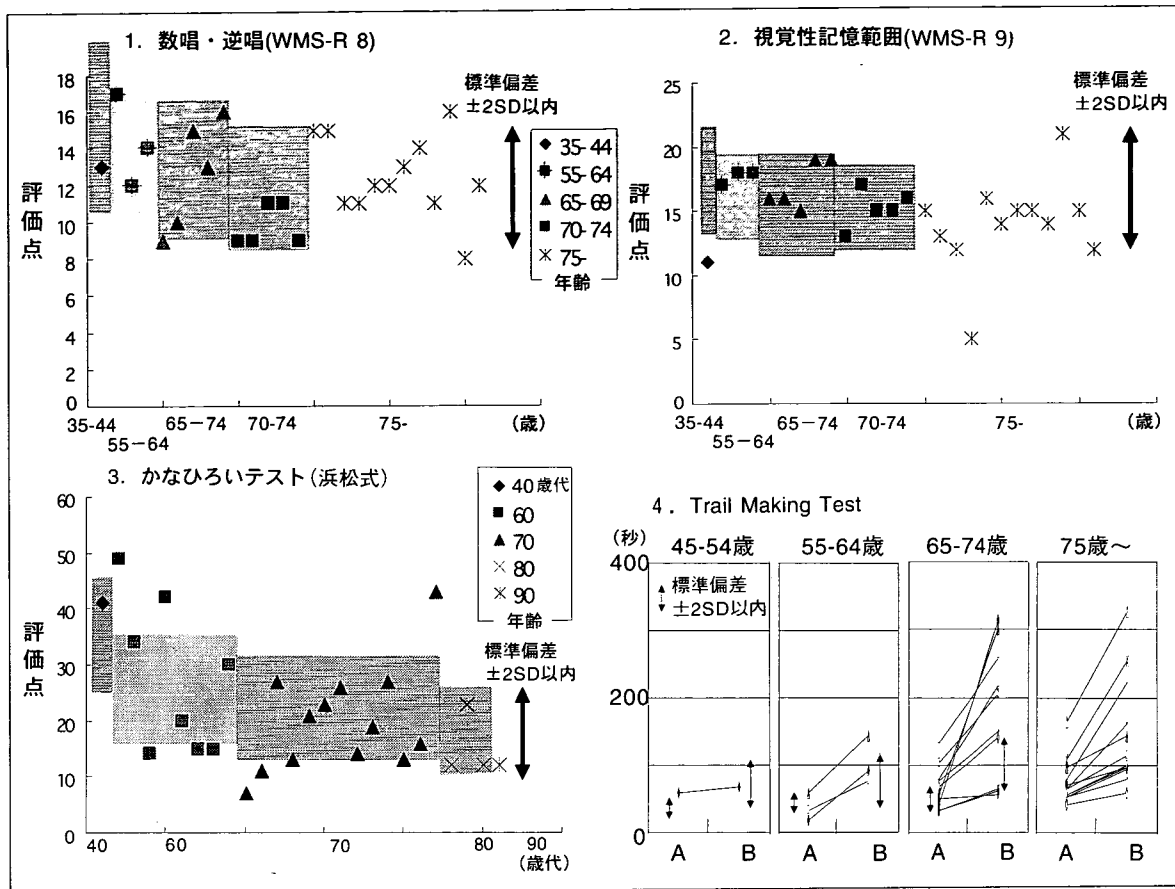 1. 数唱・逆唱(WMS-R 8)
18
16
14
12
10
8
6
4
2
0
評価点
標準偏差
±2SD以内
35-44
55-64
65-69
70-74
75-
年齢
35-44
55－64
65－74
70-74
75-
(歳)
2. 視覚性記憶範囲(WMS-R 9)
25
20
15
10
5
0
評価点
標準偏差
±2SD以内
35-44
55－64
65－74
70-74
75-
(歳)
3. かなひろいテスト(浜松式)
60
50
40
30
20
10
0
評価点
40歳代
60
70
80
90
年齢
標準偏差
±2SD以内
40
60
70
80
90
(歳代)
4. Trail Making Test
(秒)
45-54歳
55-64歳
65-74歳
75歳～
400
200
100
0
標準偏差
±2SD以内
A
B
A
B
A
B
A
B